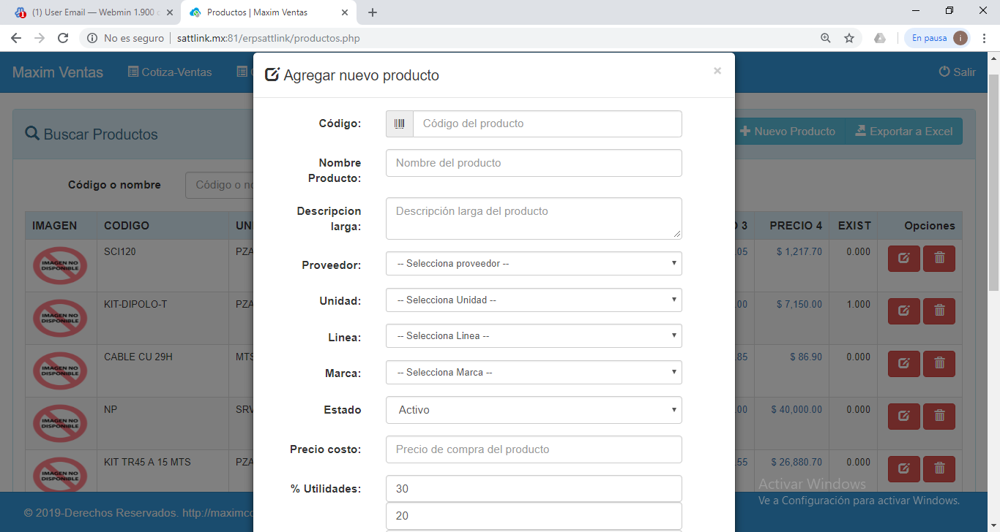 (1) User Email — Webmin 1.900
Productos | Maxim Ventas
No es seguro
sattlink.mx:81/erpsattlink/productos.php
En pausa
i
Maxim Ventas
Cotiza-Ventas
Salir
Agregar nuevo producto
×
Buscar Productos
Nuevo Producto
Exportar a Excel
Código o nombre
Código:
Código del producto
Nombre
Producto:
Nombre del producto
Descripcion
larga:
Descripción larga del producto
Proveedor:
-- Selecciona proveedor --
Unidad:
-- Selecciona Unidad --
Linea:
-- Selecciona Linea --
Marca:
-- Selecciona Marca --
Estado
Activo
Precio costo:
Precio de compra del producto
% Utilidades:
30
20
IMAGEN
CODIGO
3
PRECIO 4
EXIST
Opciones
IMAGEN NO
DISPONIBLE
SCI120
PZA
.05
$ 1,217.70
0.000
IMAGEN NO
DISPONIBLE
KIT-DIPOLO-T
PZA
.00
$ 7,150.00
1.000
IMAGEN NO
DISPONIBLE
CABLE CU 29H
MTS
.85
$ 86.90
0.000
IMAGEN NO
DISPONIBLE
NP
SRV
.00
$ 40,000.00
0.000
IMAGEN NO
DISPONIBLE
KIT TR45 A 15 MTS
PZA
.55
$ 26,880.70
0.000
Activar Windows
Ve a Configuración para activar Windows.
© 2019-Derechos Reservados.